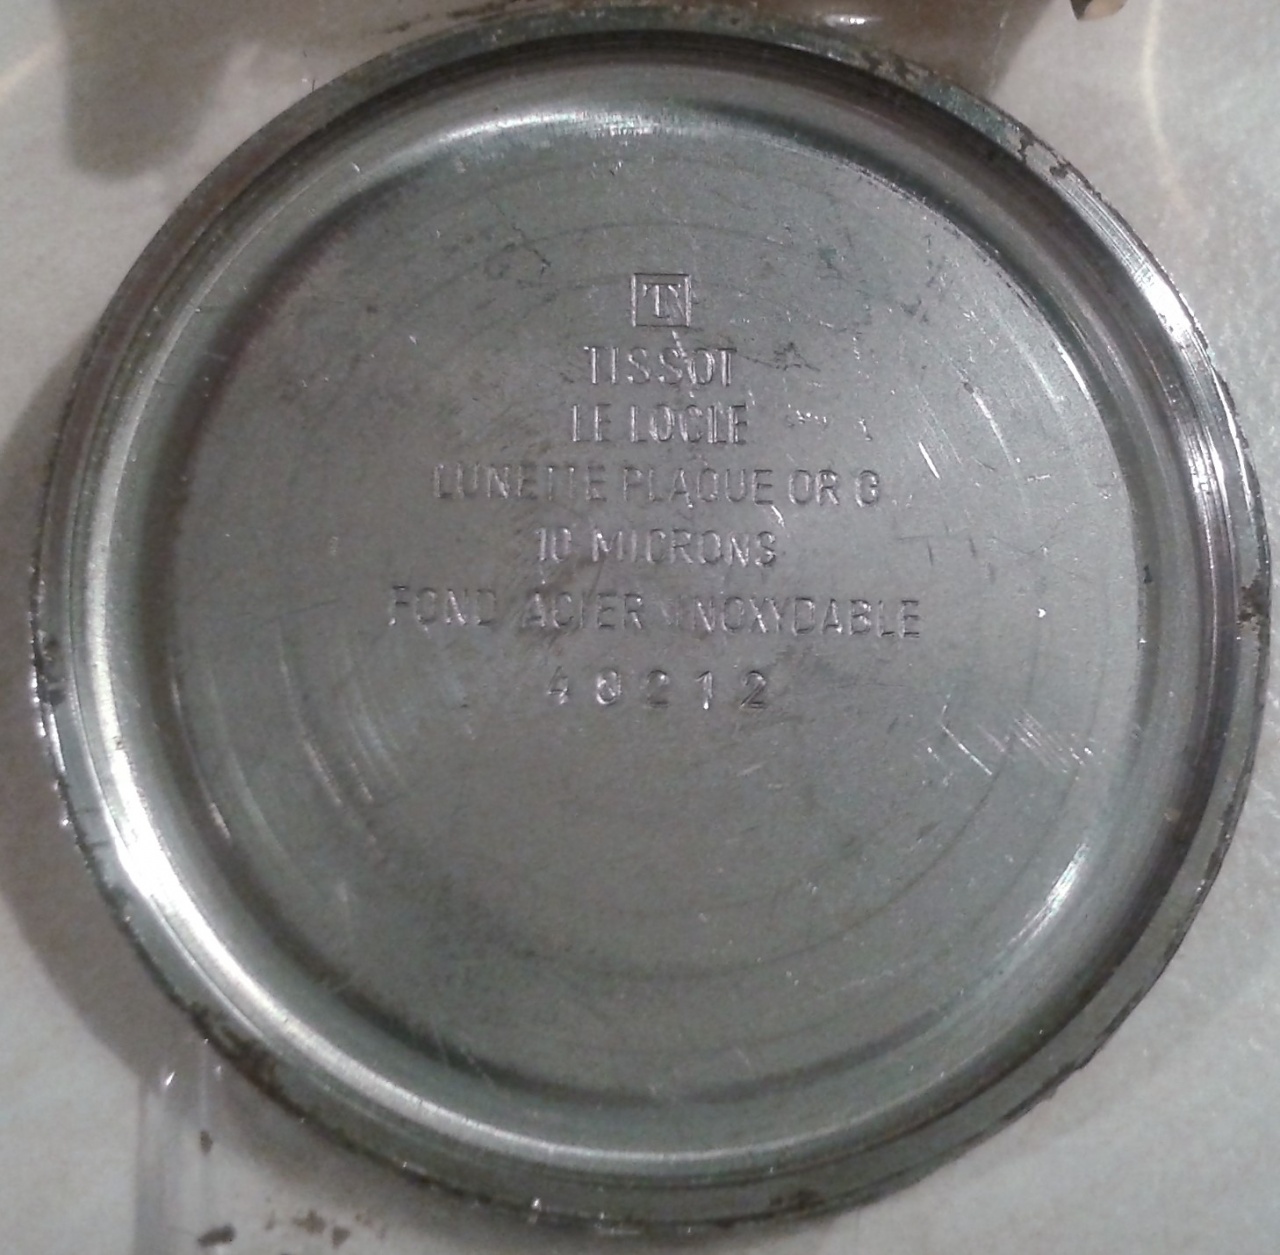 TISSOT
LE LOCLE
LUNETTE PLAQUE OR G
10 MICRONS
FOND ACIER INOXYDABLE
40212